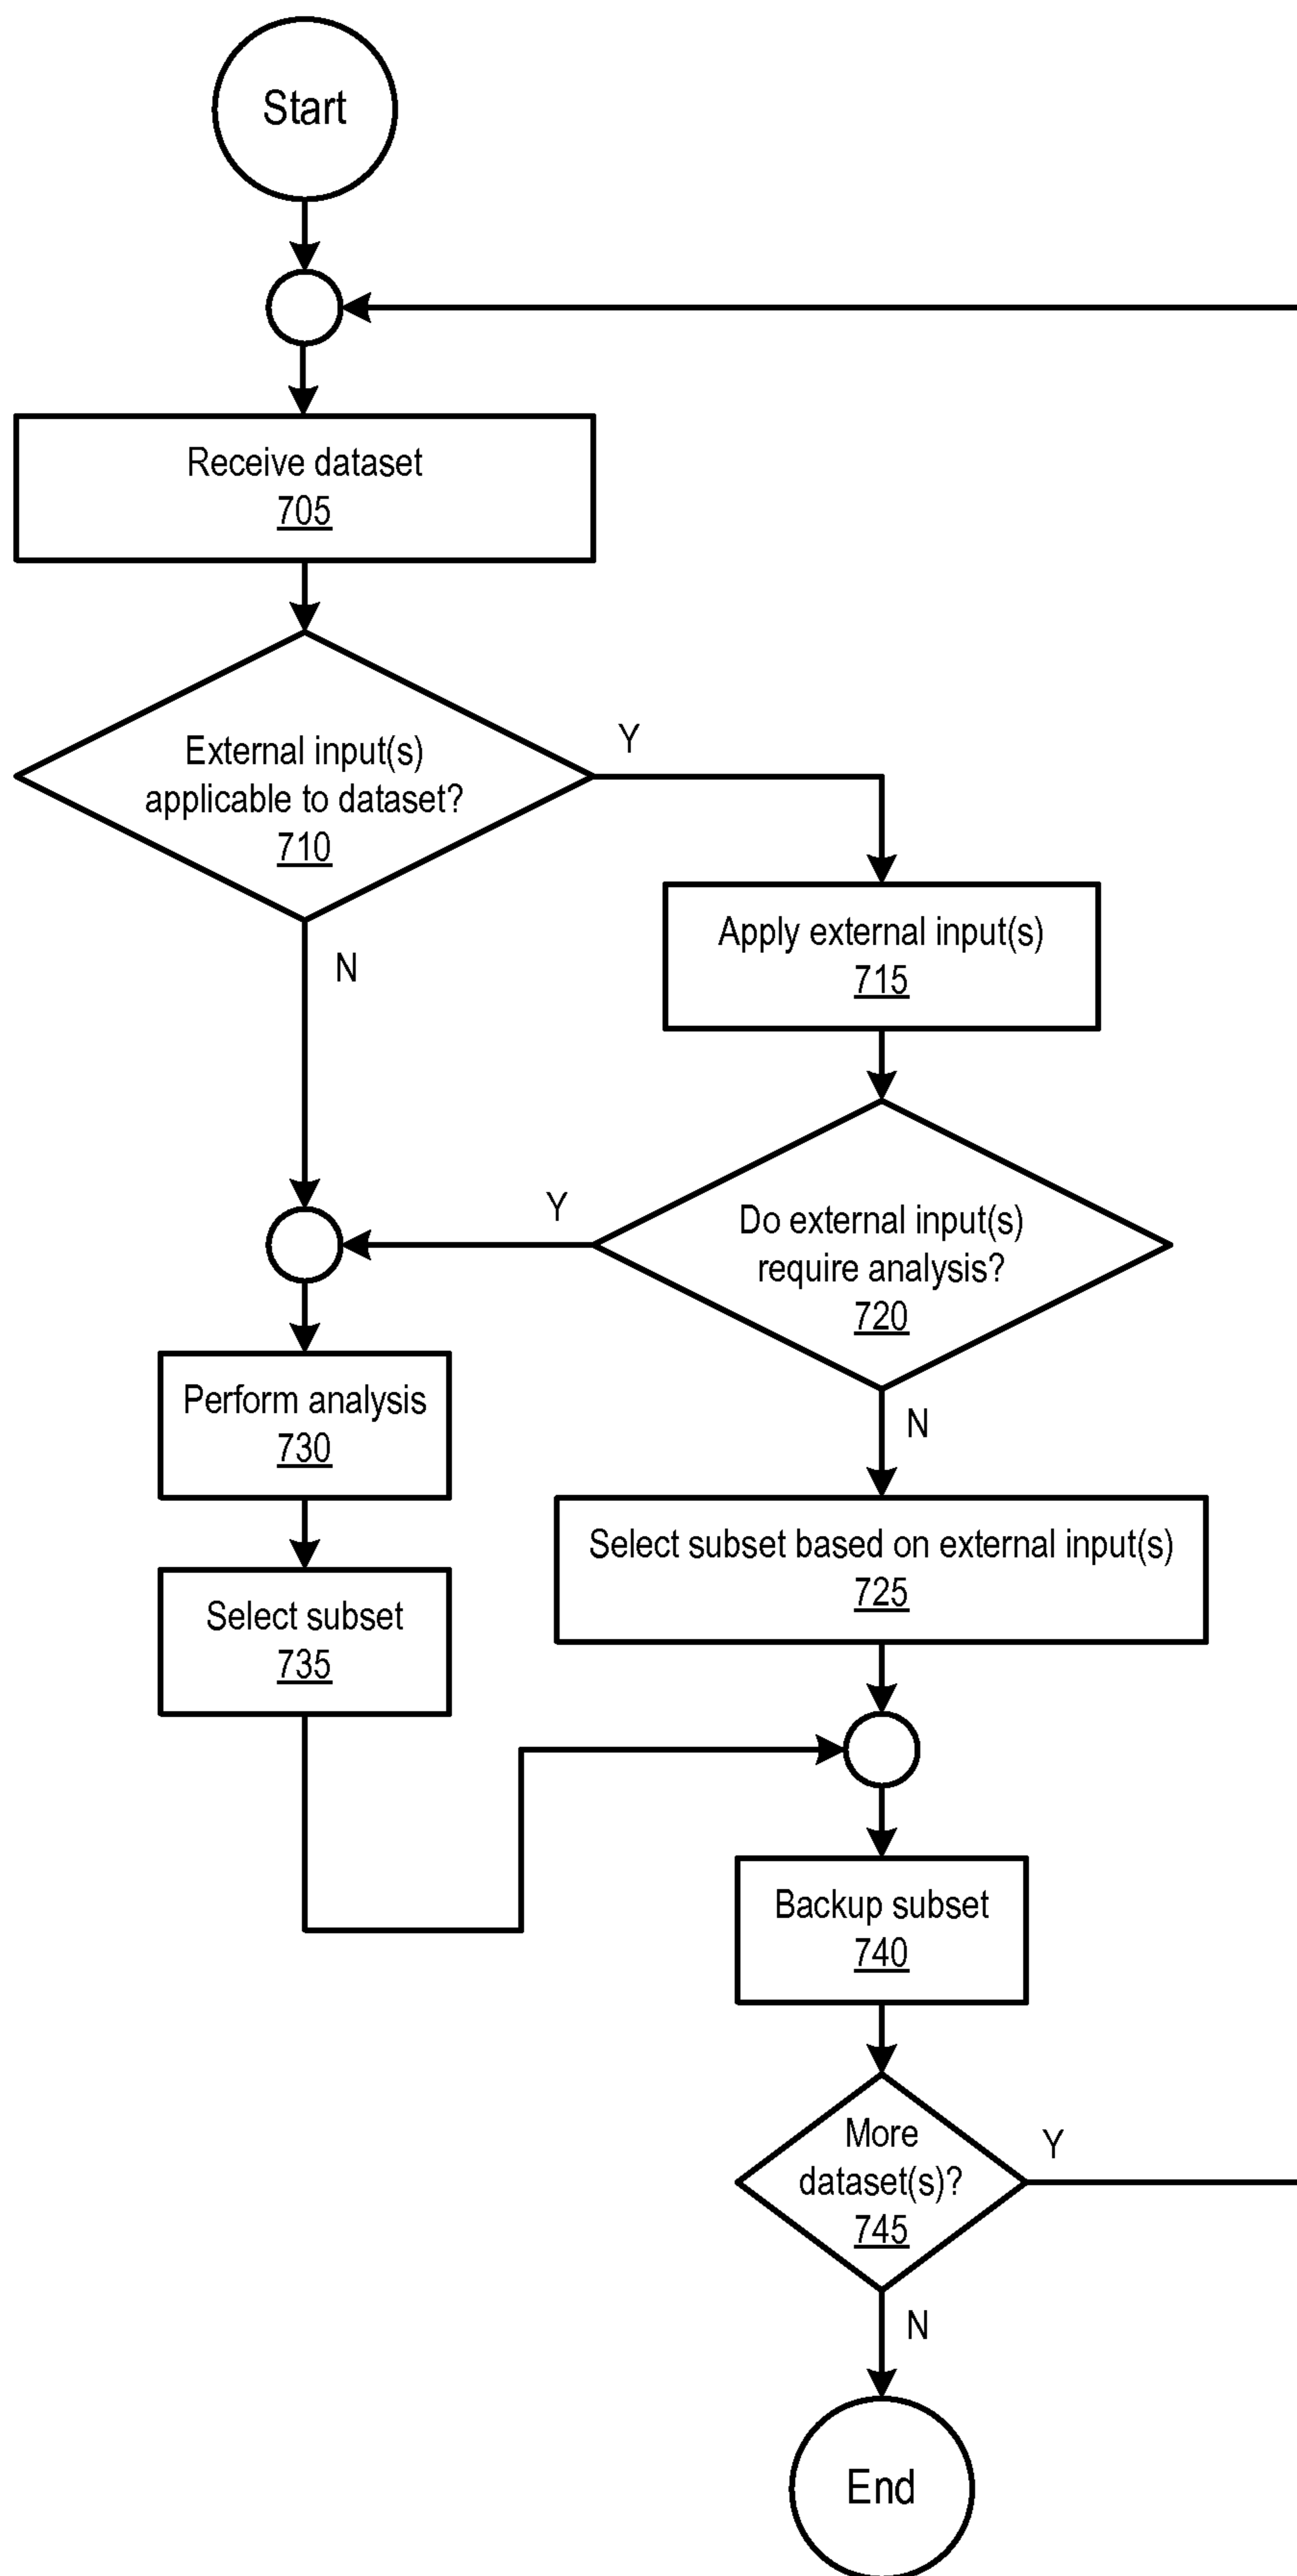 Start
Receive dataset
705
External input(s)
applicable to dataset?
710
Y
N
Apply external input(s)
715
Do external input(s)
require analysis?
720
Y
N
Perform analysis
730
Select subset based on external input(s)
725
Select subset
735
Backup subset
740
More
dataset(s)?
745
Y
N
End